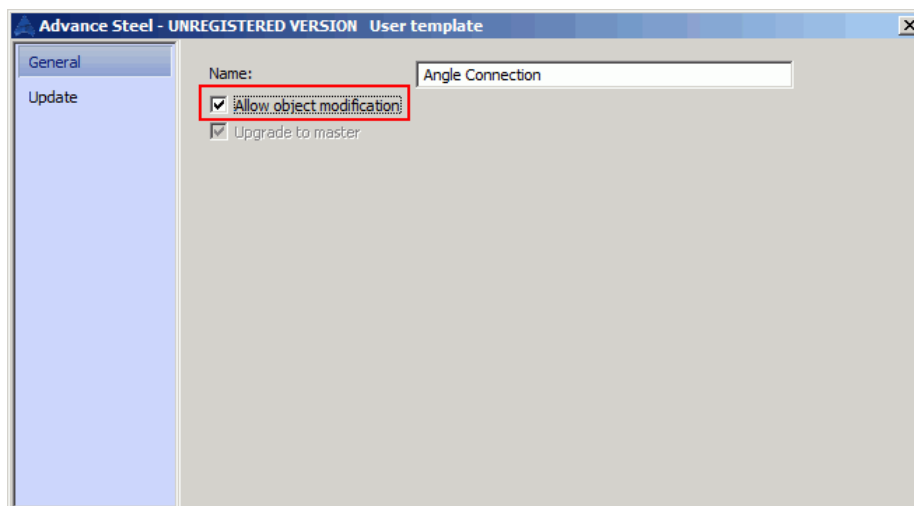 Advance Steel - UNREGISTERED VERSION User template
General
Update
Name:
Angle Connection
Allow object modification
Upgrade to master